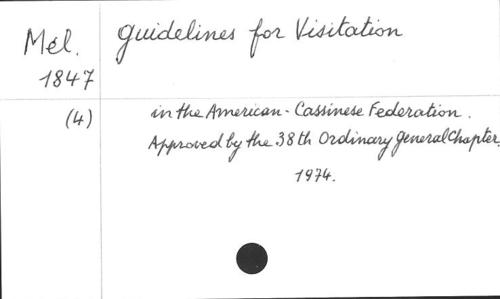 Mél.
1847
(4)
Guidelines for Visitation
in the American-Cassinese Federation.
Approved by the 38th Ordinary General Chapter,
1974.